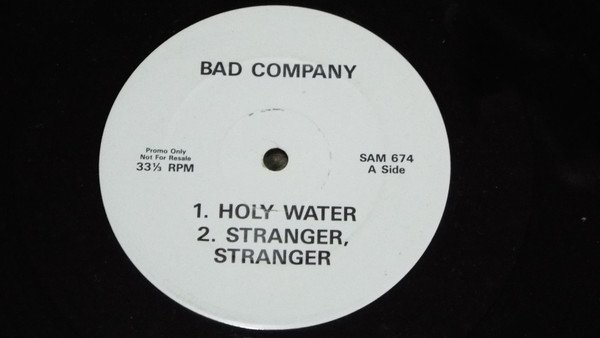 BAD COMPANY
Promo Only
Not For Resale
33⅓ RPM
SAM 674
A Side
1. HOLY WATER
2. STRANGER,
STRANGER